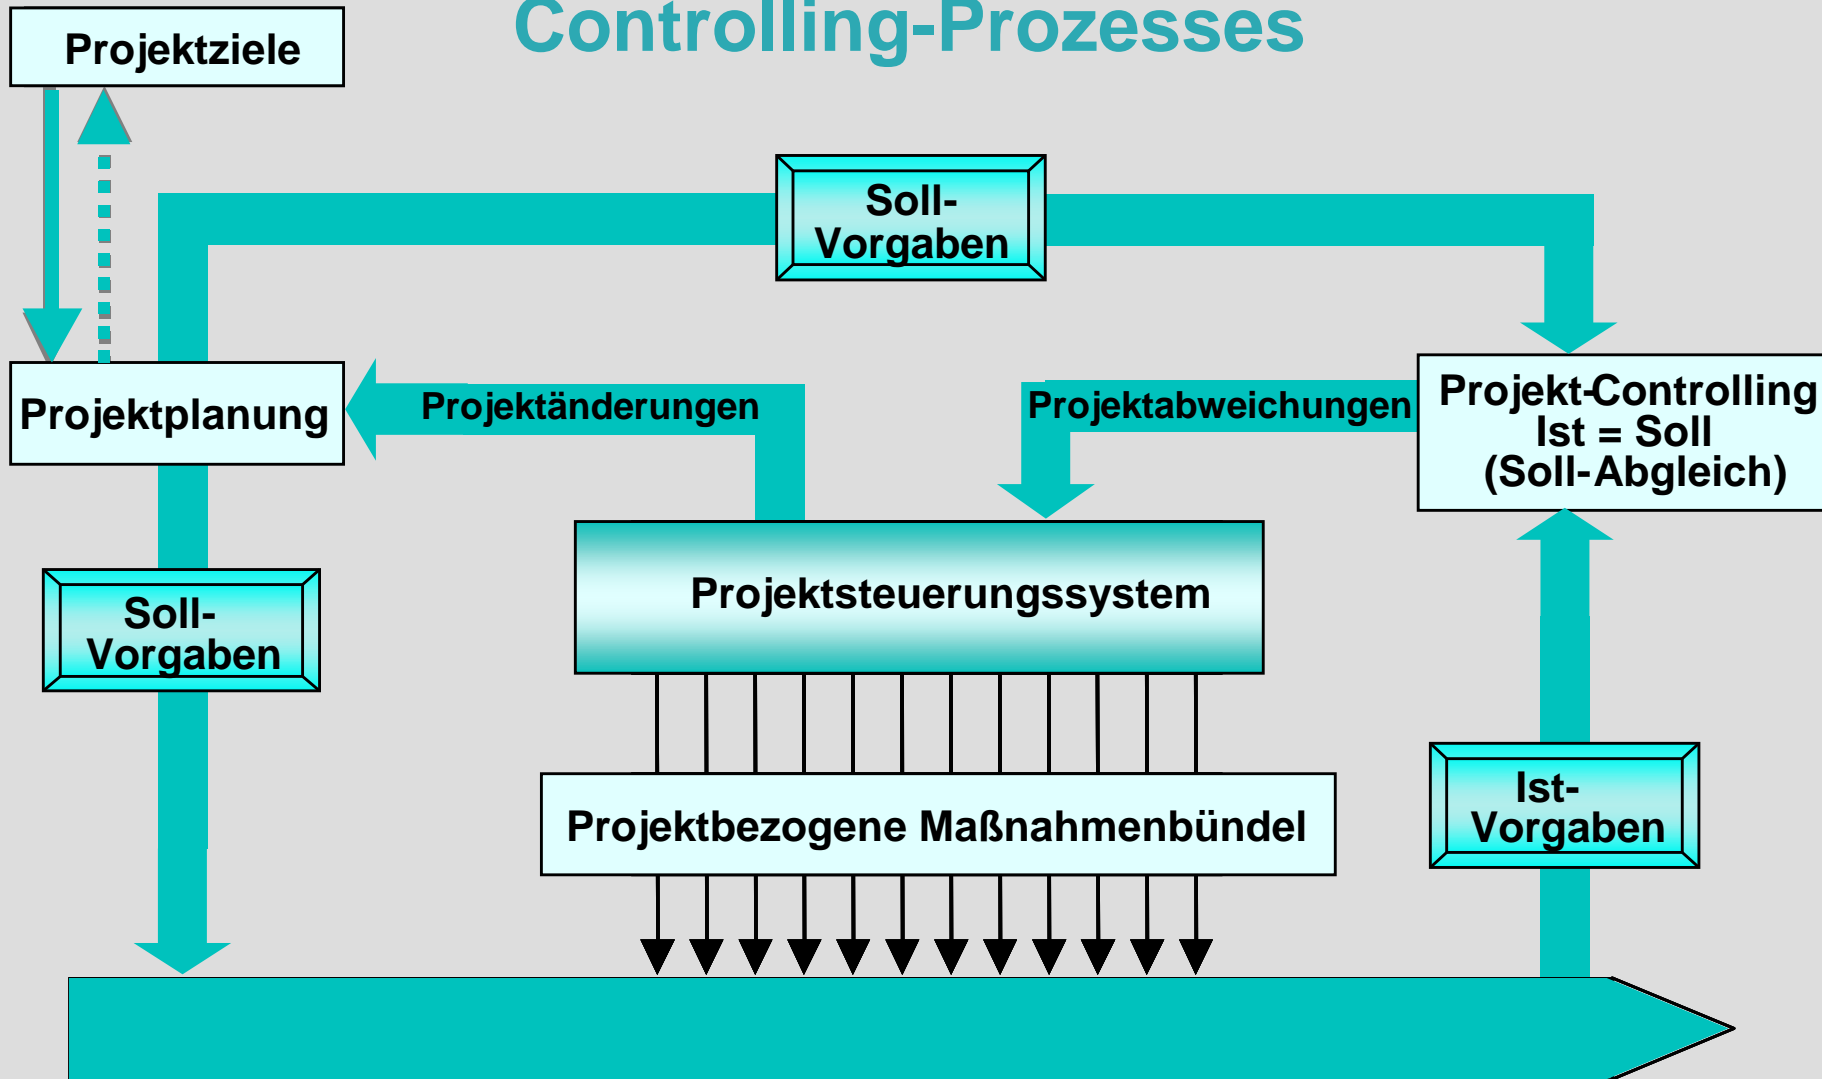 Controlling-Prozesses
Projektziele
Soll-
Vorgaben
Projektplanung
Projektänderungen
Projektabweichungen
Projekt-Controlling
Ist = Soll
(Soll-Abgleich)
Projektsteuerungssystem
Soll-
Vorgaben
Projektbezogene Maßnahmenbündel
Ist-
Vorgaben